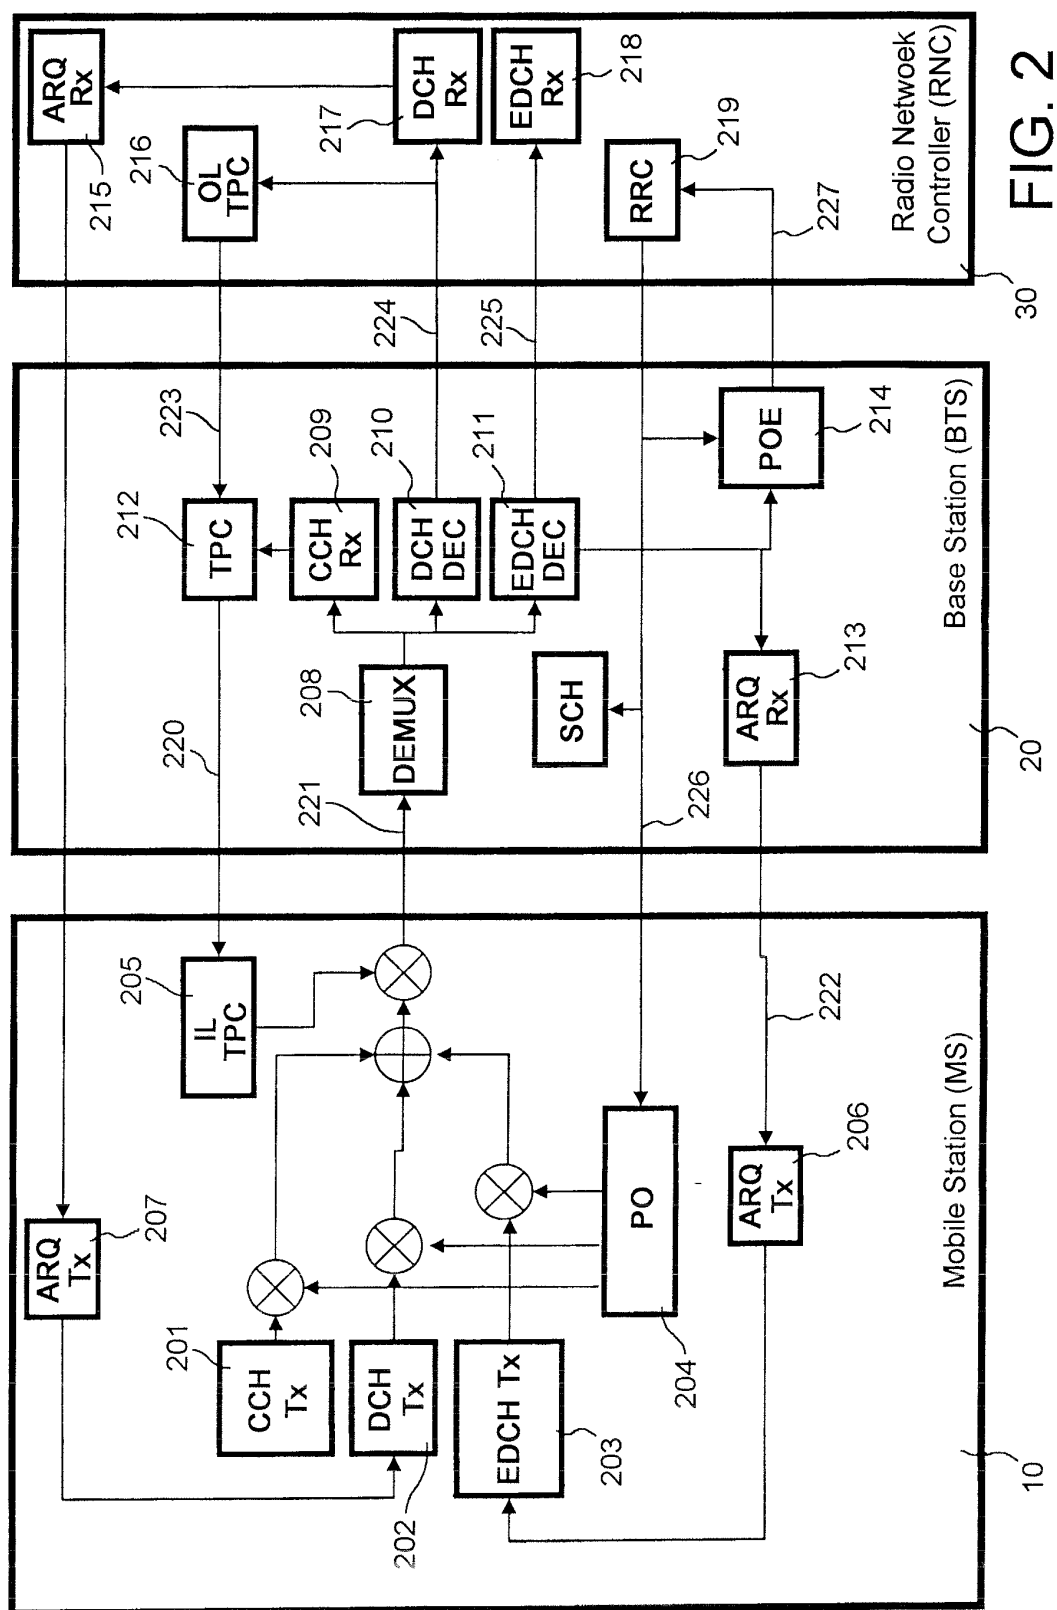 ARQ
Tx
207
201
CCH
Tx
DCH
Tx
202
EDCH Tx
203
IL
TPC
205
PO
204
ARQ
Tx
206
222
Mobile Station (MS)
10
220
221
226
TPC
212
223
DEMUX
208
CCH
Rx
209
DCH
DEC
210
EDCH
DEC
211
SCH
ARQ
Rx
213
POE
214
Base Station (BTS)
20
224
225
ARQ
Rx
215
OL
TPC
216
DCH
Rx
217
EDCH
Rx
218
RRC
219
227
Radio Netwoek
Controller (RNC)
30
FIG. 2